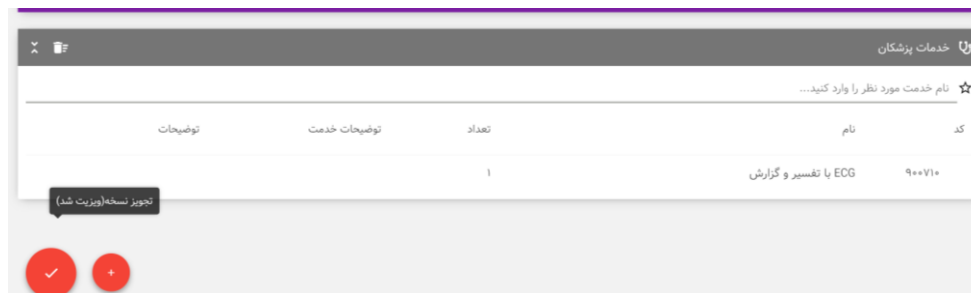 خدمات پزشکان
نام خدمت مورد نظر را وارد کنید...
کد نام تعداد توضیحات خدمت توضیحات
۹۰۰۷۱۰ ECG با تفسیر و گزارش ۱
تجویز نسخه(ویزیت شد)